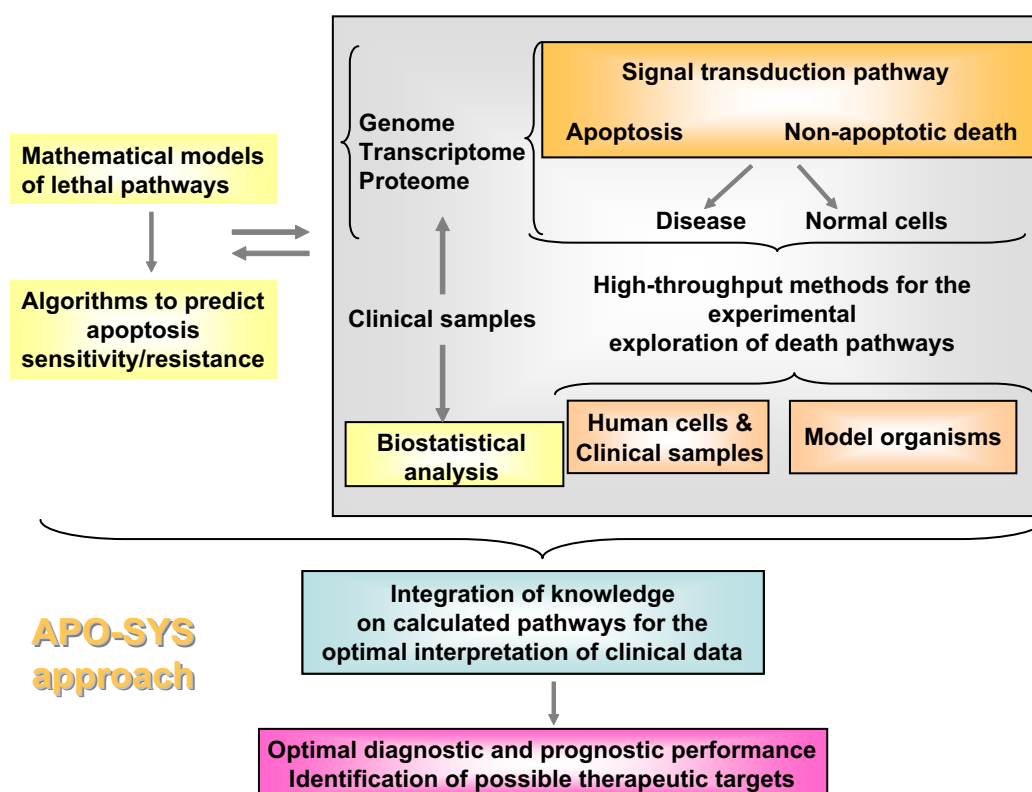 Signal transduction pathway
Apoptosis
Non-apoptotic death
Genome
Transcriptome
Proteome
Mathematical models
of lethal pathways
Disease
Normal cells
Algorithms to predict
apoptosis
sensitivity/resistance
High-throughput methods for the
experimental
exploration of death pathways
Clinical samples
Biostatistical
analysis
Human cells &
Clinical samples
Model organisms
Integration of knowledge
on calculated pathways for the
optimal interpretation of clinical data
APO-SYS
approach
Optimal diagnostic and prognostic performance
Identification of possible therapeutic targets